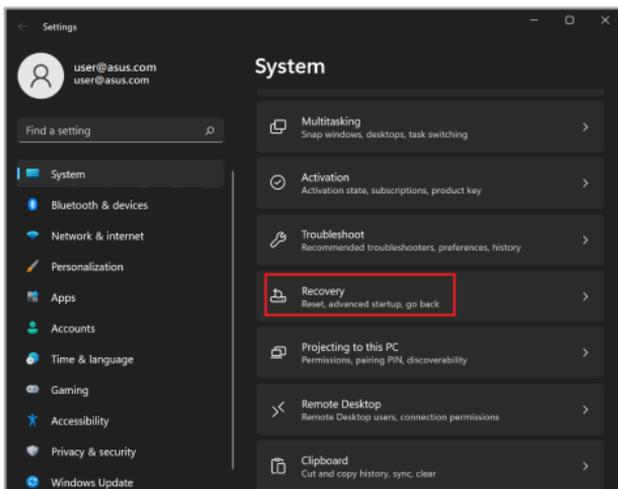 Settings
user@asus.com
user@asus.com
Find a setting
System
Bluetooth & devices
Network & internet
Personalization
Apps
Accounts
Time & language
Gaming
Accessibility
Privacy & security
Windows Update
System
Multitasking
Snap windows, desktops, task switching
Activation
Activation state, subscriptions, product key
Troubleshoot
Recommended troubleshooters, preferences, history
Recovery
Reset, advanced startup, go back
Projecting to this PC
Permissions, pairing PIN, discoverability
Remote Desktop
Remote Desktop users, connection permissions
Clipboard
Cut and copy history, sync, clear